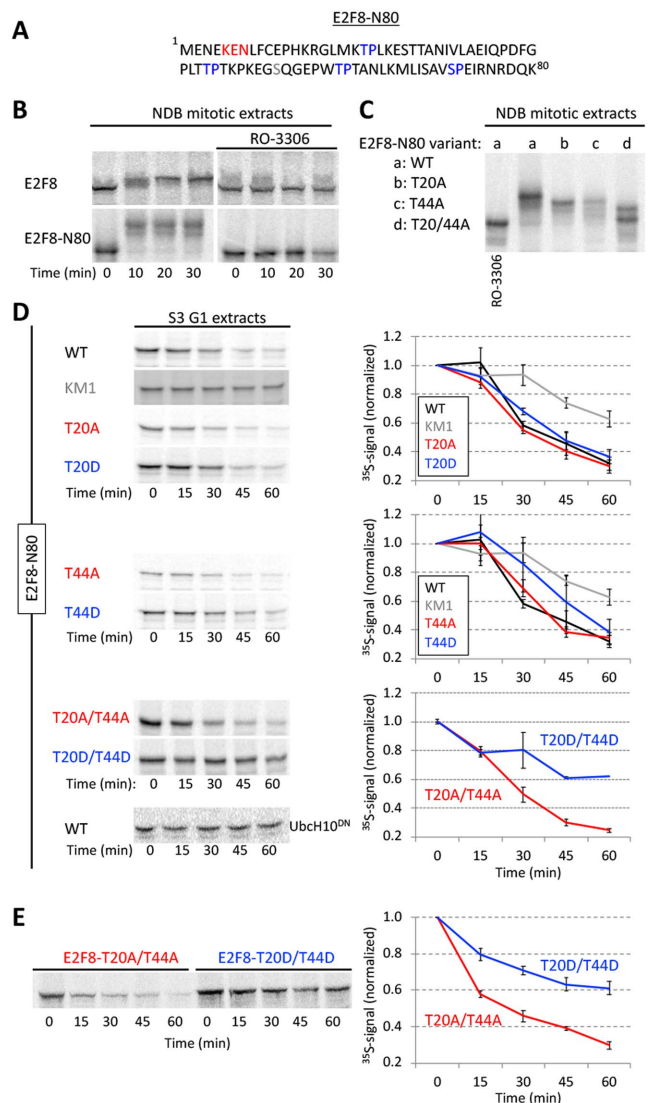 E2F8-N80
A
1MENEKENLFCEPHKRGLMKTPLKESTTANIVLAEIQPDFG
PLTTPTKPKEGSQGEPWTPTANLKMLISAVSPEIRNRDQK80
B
NDB mitotic extracts
RO-3306
E2F8
E2F8-N80
Time (min) 0 10 20 30 0 10 20 30
C
NDB mitotic extracts
E2F8-N80 variant: a a b c d
a: WT
b: T20A
c: T44A
d: T20/44A
RO-3306
D
E2F8-N80
S3 G1 extracts
WT
KM1
T20A
T20D
Time (min) 0 15 30 45 60
T44A
T44D
Time (min) 0 15 30 45 60
T20A/T44A
T20D/T44D
Time (min): 0 15 30 45 60
WT UbcH10DN
Time (min) 0 15 30 45 60
35S-signal (normalized)
1.2
1.0
0.8
0.6
0.4
0.2
WT
KM1
T20A
T20D
0 15 30 45 60
35S-signal (normalized)
1.2
1.0
0.8
0.6
0.4
0.2
WT
KM1
T44A
T44D
0 15 30 45 60
35S-signal (normalized)
1.2
1.0
0.8
0.6
0.4
0.2
T20D/T44D
T20A/T44A
0 15 30 45 60
Time (min)
E
E2F8-T20A/T44A E2F8-T20D/T44D
0 15 30 45 60 0 15 30 45 60
Time (min)
35S-signal (normalized)
1.0
0.8
0.6
0.4
0.2
T20D/T44D
T20A/T44A
0 15 30 45 60
Time (min)